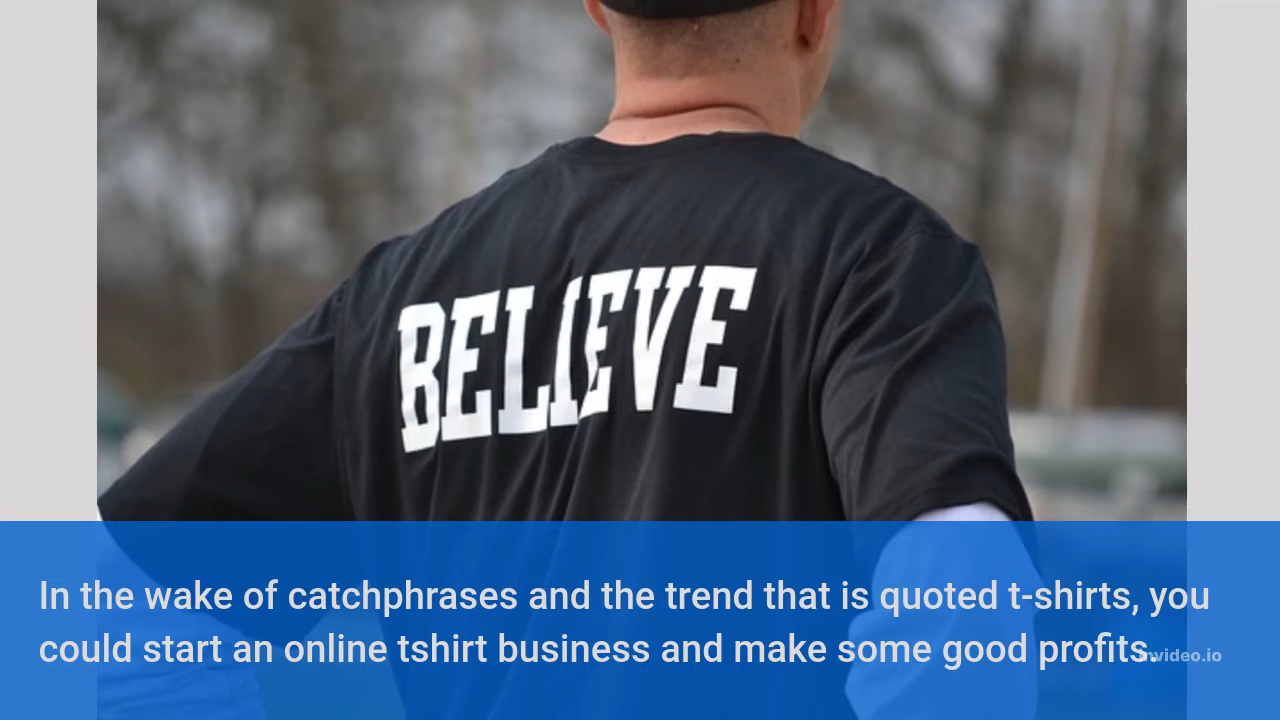 BELIEVE
In the wake of catchphrases and the trend that is quoted t-shirts, you
could start an online tshirt business and make some good profits.
invideo.io